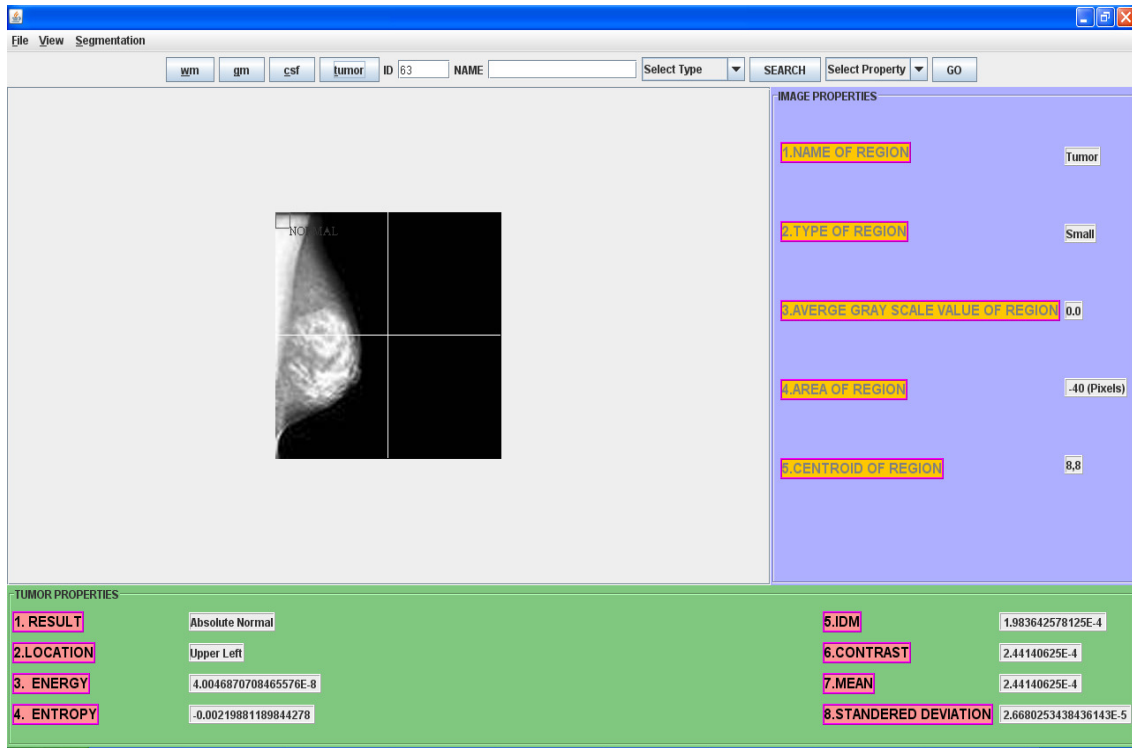 File View Segmentation
wm gm csf tumor ID 63 NAME Select Type SEARCH Select Property GO
IMAGE PROPERTIES
1.NAME OF REGION Tumor
NORMAL
2.TYPE OF REGION Small
3.AVERGE GRAY SCALE VALUE OF REGION 0.0
4.AREA OF REGION -40 (Pixels)
5.CENTROID OF REGION 8,8
TUMOR PROPERTIES
1. RESULT Absolute Normal 5.IDM 1.983642578125E-4
2.LOCATION Upper Left 6.CONTRAST 2.44140625E-4
3. ENERGY 4.0046870708465576E-8 7.MEAN 2.44140625E-4
4. ENTROPY -0.00219881189844278 8.STANDERED DEVIATION 2.6680253438436143E-5